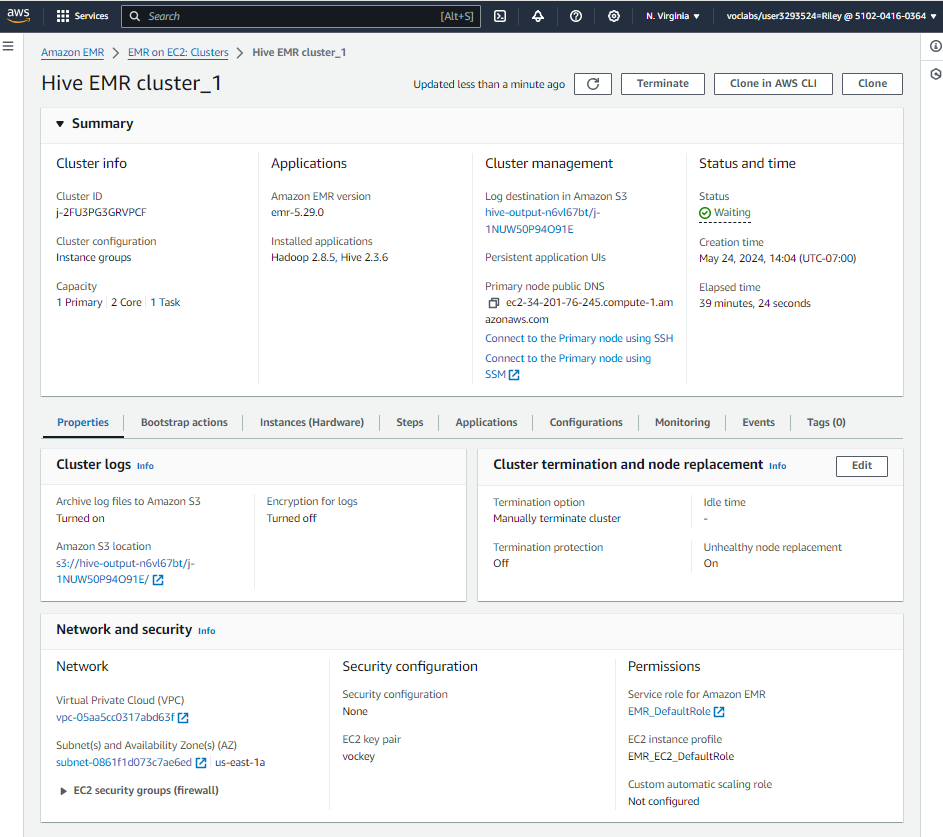 aws Services Search [Alt+S] N. Virginia voclabs/user3293524=Riley @ 5102-0416-0364
Amazon EMR > EMR on EC2: Clusters > Hive EMR cluster_1
Hive EMR cluster_1
Updated less than a minute ago
Terminate
Clone in AWS CLI
Clone
Summary
Cluster info
Cluster ID
j-2FU3PG3GRVPCF
Cluster configuration
Instance groups
Capacity
1 Primary | 2 Core | 1 Task
Applications
Amazon EMR version
emr-5.29.0
Installed applications
Hadoop 2.8.5, Hive 2.3.6
Cluster management
Log destination in Amazon S3
hive-output-n6vl67bt/j-
1NUW50P94O91E
Persistent application UIs
Primary node public DNS
ec2-34-201-76-245.compute-1.am
azonaws.com
Connect to the Primary node using SSH
Connect to the Primary node using
SSM
Status and time
Status
Waiting
Creation time
May 24, 2024, 14:04 (UTC-07:00)
Elapsed time
39 minutes, 24 seconds
Properties
Bootstrap actions
Instances (Hardware)
Steps
Applications
Configurations
Monitoring
Events
Tags (0)
Cluster logs Info
Archive log files to Amazon S3
Turned on
Amazon S3 location
s3://hive-output-n6vl67bt/j-
1NUW50P94O91E/
Encryption for logs
Turned off
Cluster termination and node replacement Info
Edit
Termination option
Manually terminate cluster
Termination protection
Off
Idle time
-
Unhealthy node replacement
On
Network and security Info
Network
Virtual Private Cloud (VPC)
vpc-05aa5cc0317abd63f
Subnet(s) and Availability Zone(s) (AZ)
subnet-0861f1d073c7ae6ed | us-east-1a
EC2 security groups (firewall)
Security configuration
Security configuration
None
EC2 key pair
vockey
Permissions
Service role for Amazon EMR
EMR_DefaultRole
EC2 instance profile
EMR_EC2_DefaultRole
Custom automatic scaling role
Not configured